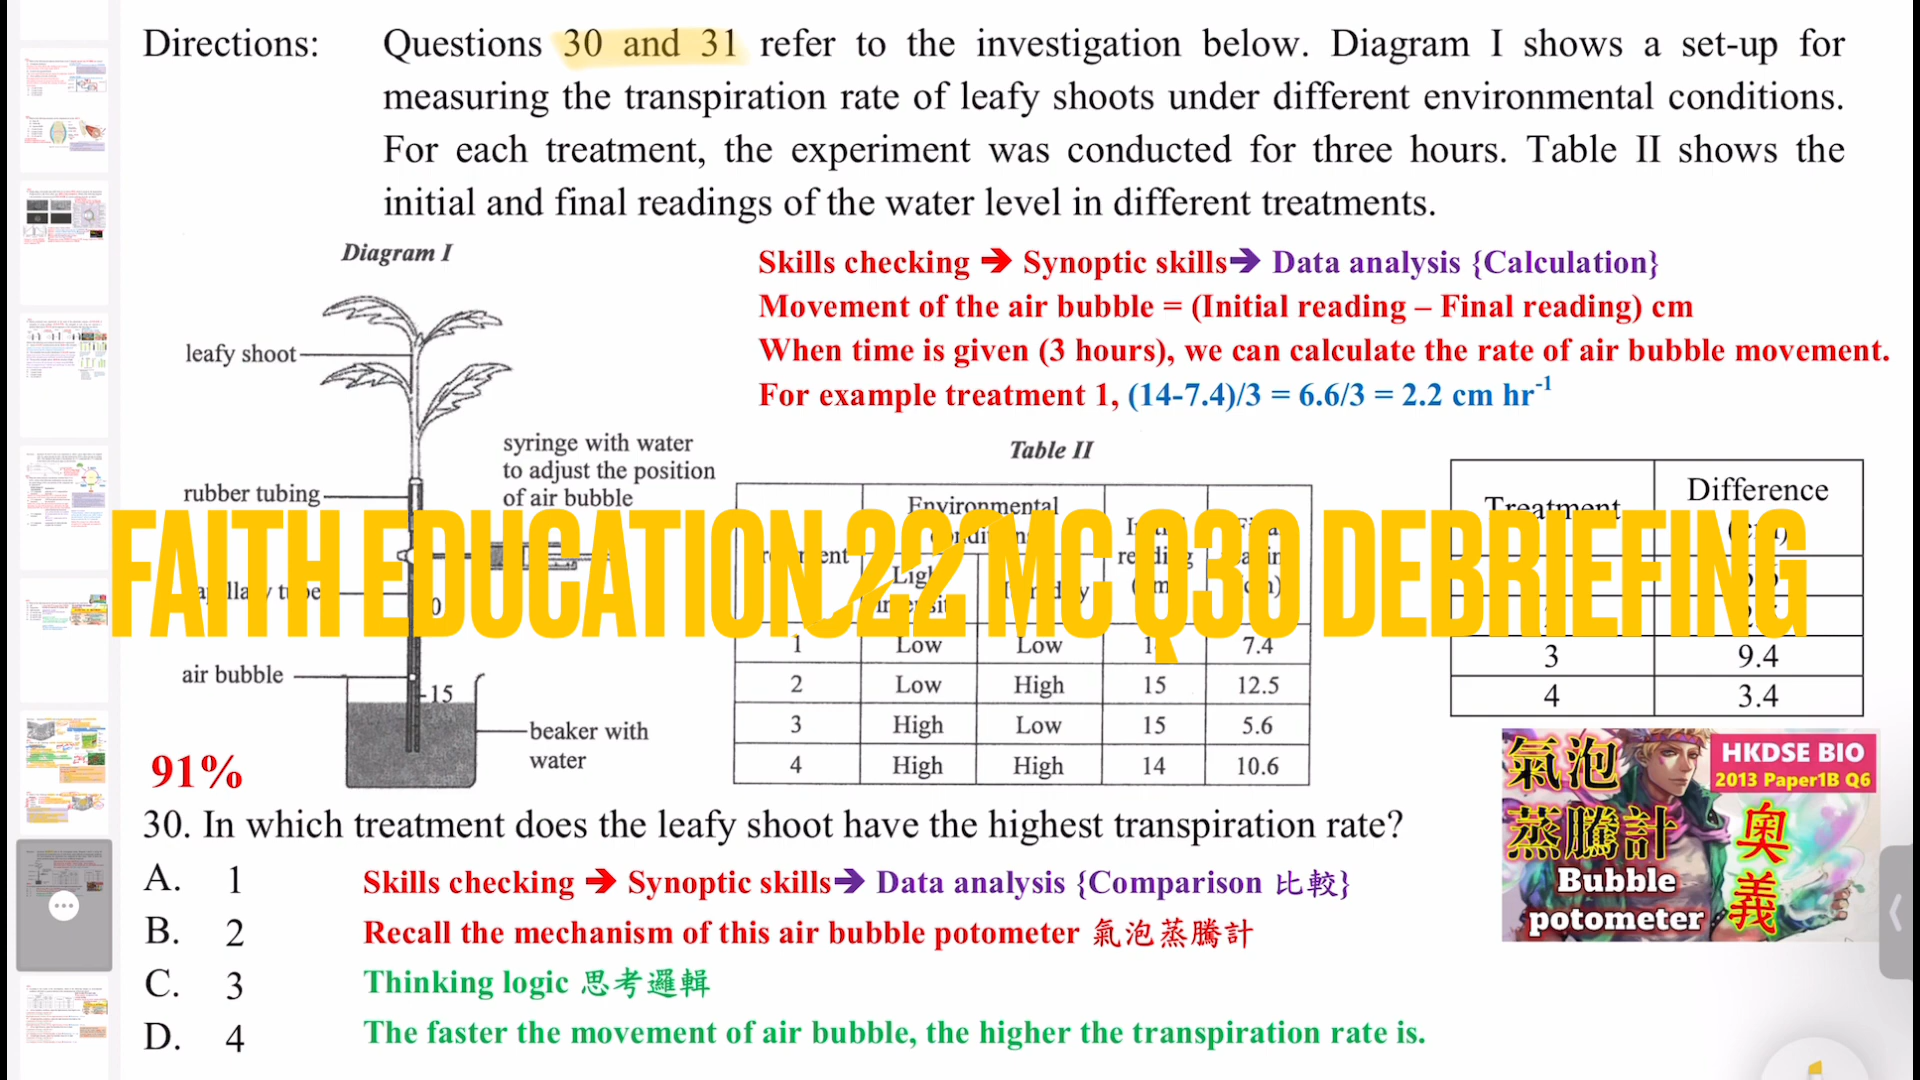 Directions: Questions 30 and 31 refer to the investigation below. Diagram I shows a set-up for
measuring the transpiration rate of leafy shoots under different environmental conditions.
For each treatment, the experiment was conducted for three hours. Table II shows the
initial and final readings of the water level in different treatments.
Diagram I
leafy shoot
rubber tubing
syringe with water
to adjust the position
of air bubble
0
air bubble
15
beaker with
water
Skills checking ➔ Synoptic skills➔ Data analysis {Calculation}
Movement of the air bubble = (Initial reading – Final reading) cm
When time is given (3 hours), we can calculate the rate of air bubble movement.
For example treatment 1, (14-7.4)/3 = 6.6/3 = 2.2 cm hr-1
Table II
Environmental
1 Low Low 7.4
2 Low High 15 12.5
3 High Low 15 5.6
4 High High 14 10.6
Treatment Difference
3 9.4
4 3.4
FAITH EDUCATION 22 MC Q30 DEBRIEFING
91%
30. In which treatment does the leafy shoot have the highest transpiration rate?
A. 1
B. 2
C. 3
D. 4
Skills checking ➔ Synoptic skills➔ Data analysis {Comparison 比較}
Recall the mechanism of this air bubble potometer 氣泡蒸騰計
Thinking logic 思考邏輯
The faster the movement of air bubble, the higher the transpiration rate is.
氣泡
蒸騰計
奧義
HKDSE BIO
2013 Paper1B Q6
Bubble
potometer